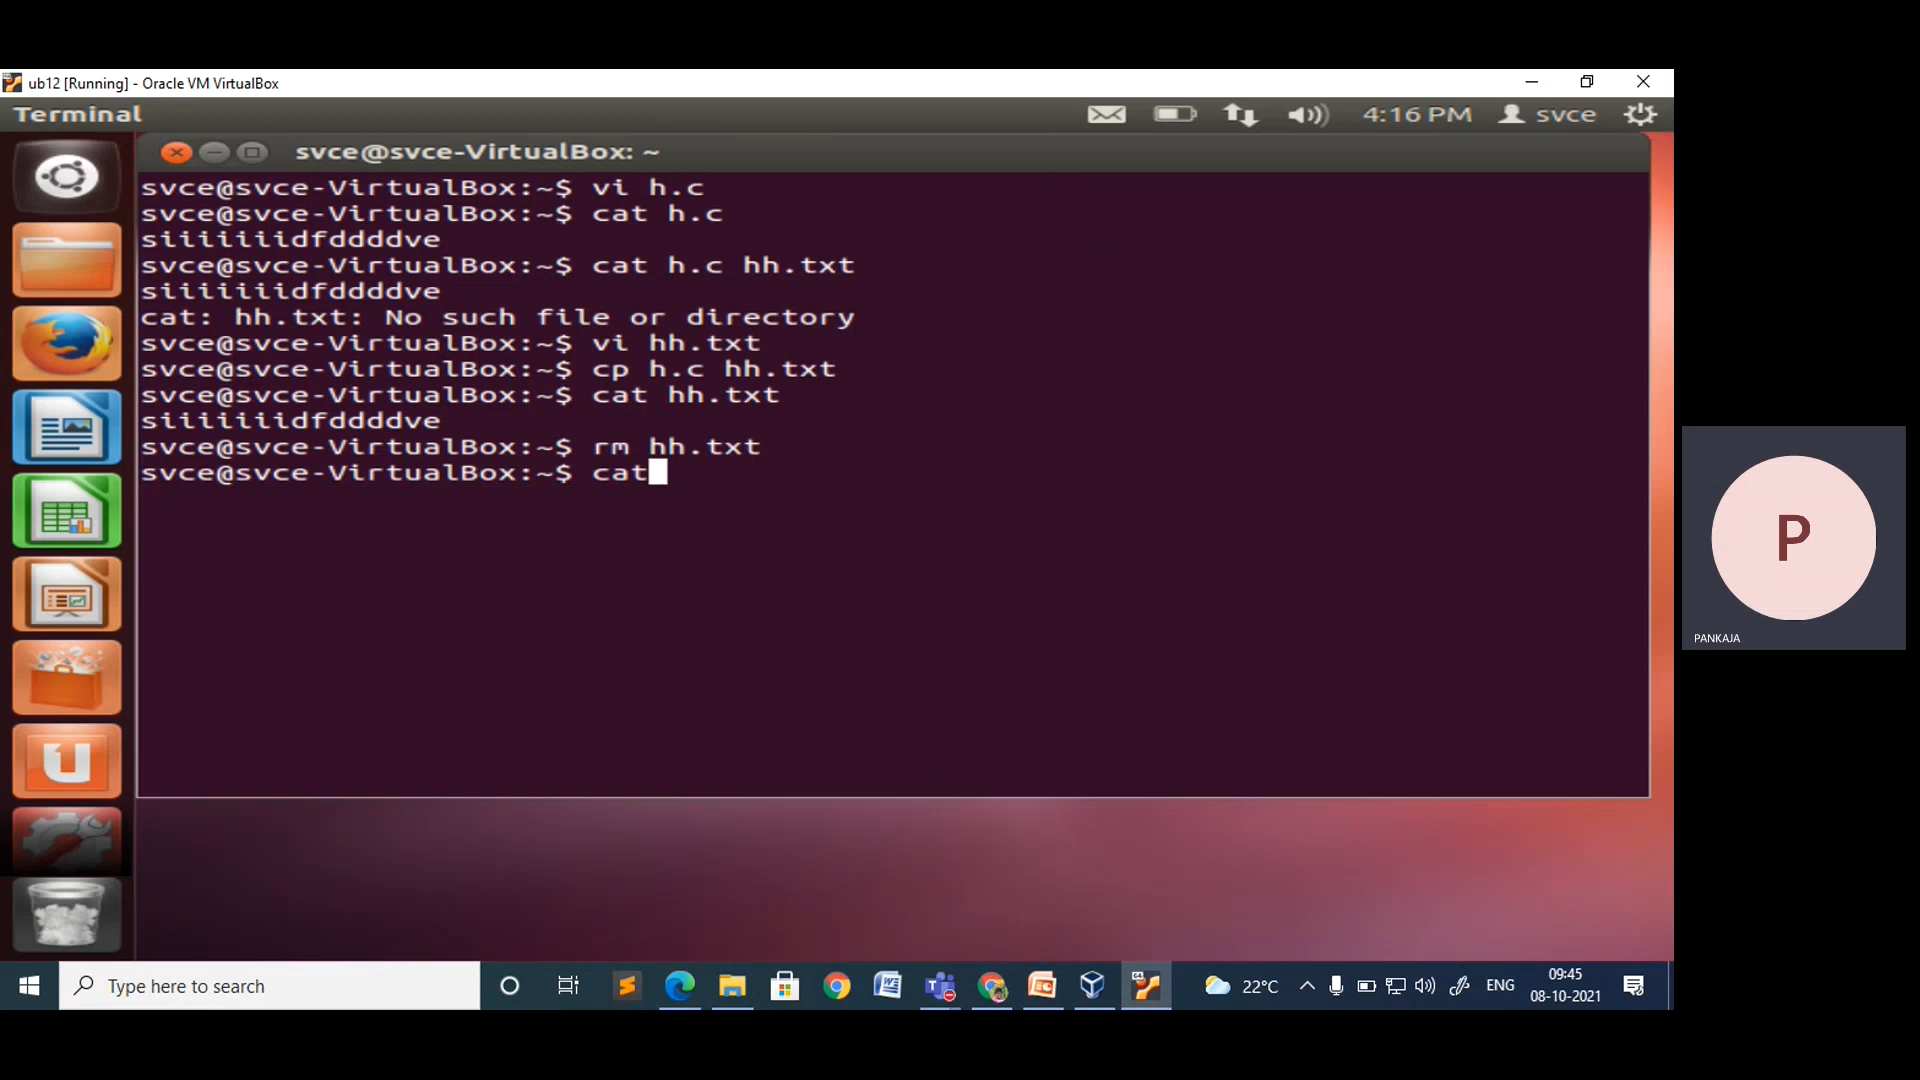 ub12 [Running] - Oracle VM VirtualBox
Terminal
4:16 PM
svce
svce@svce-VirtualBox: ~
svce@svce-VirtualBox:~$ vi h.c
svce@svce-VirtualBox:~$ cat h.c
siiiiiiidfddddve
svce@svce-VirtualBox:~$ cat h.c hh.txt
siiiiiiidfddddve
cat: hh.txt: No such file or directory
svce@svce-VirtualBox:~$ vi hh.txt
svce@svce-VirtualBox:~$ cp h.c hh.txt
svce@svce-VirtualBox:~$ cat hh.txt
siiiiiiidfddddve
svce@svce-VirtualBox:~$ rm hh.txt
svce@svce-VirtualBox:~$ cat
P
PANKAJA
Type here to search
22°C
ENG
09:45
08-10-2021